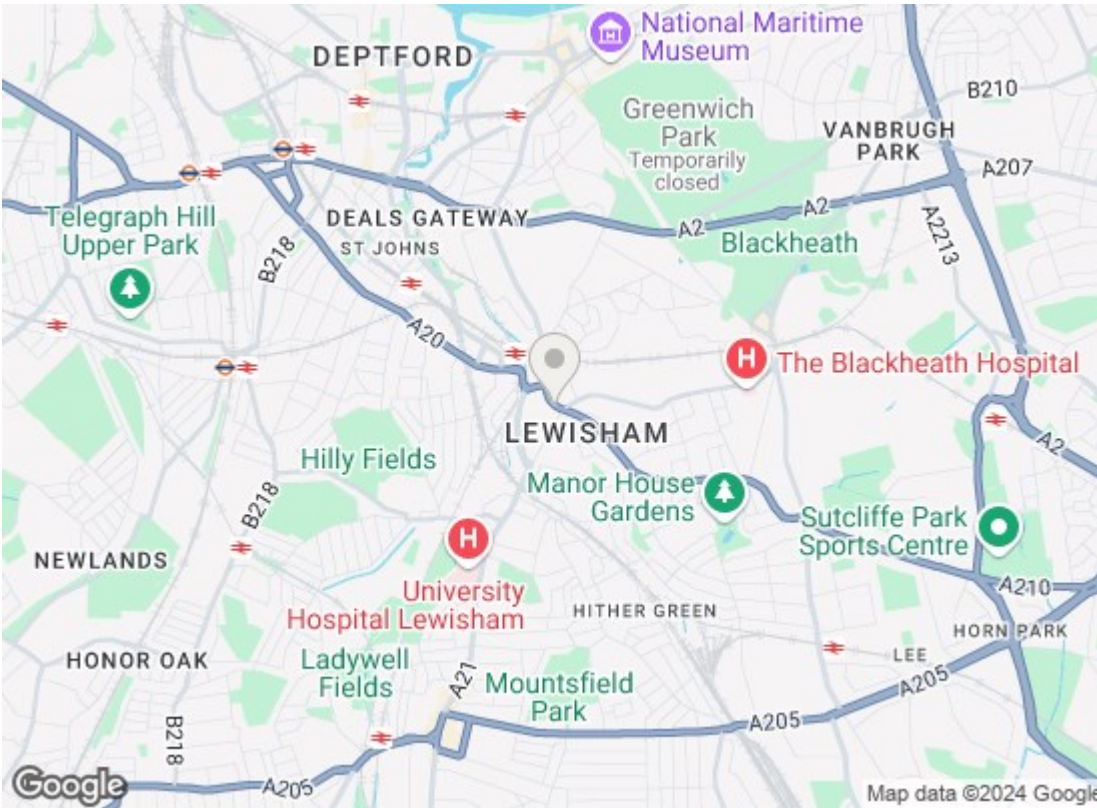 National Maritime
Museum
DEPTFORD
B210
Greenwich
Park
Temporarily
closed
VANBRUGH
PARK
A207
Telegraph Hill
Upper Park
DEALS GATEWAY
ST JOHNS
A2
A2
A2213
Blackheath
B218
A20
H
The Blackheath Hospital
LEWISHAM
A2
Hilly Fields
Manor House
Gardens
B218
Sutcliffe Park
Sports Centre
NEWLANDS
H
University
Hospital Lewisham
A210
HITHER GREEN
HORN PARK
HONOR OAK
Ladywell
Fields
LEE
A21
Mountsfield
Park
A205
B218
A205
A205
Google
Map data ©2024 Google